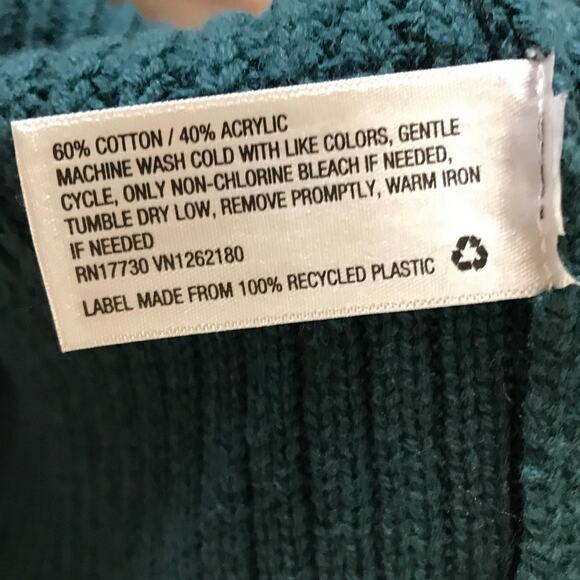 60% COTTON / 40% ACRYLIC
MACHINE WASH COLD WITH LIKE COLORS, GENTLE
CYCLE, ONLY NON-CHLORINE BLEACH IF NEEDED,
TUMBLE DRY LOW, REMOVE PROMPTLY, WARM IRON
IF NEEDED
RN17730 VN1262180
LABEL MADE FROM 100% RECYCLED PLASTIC